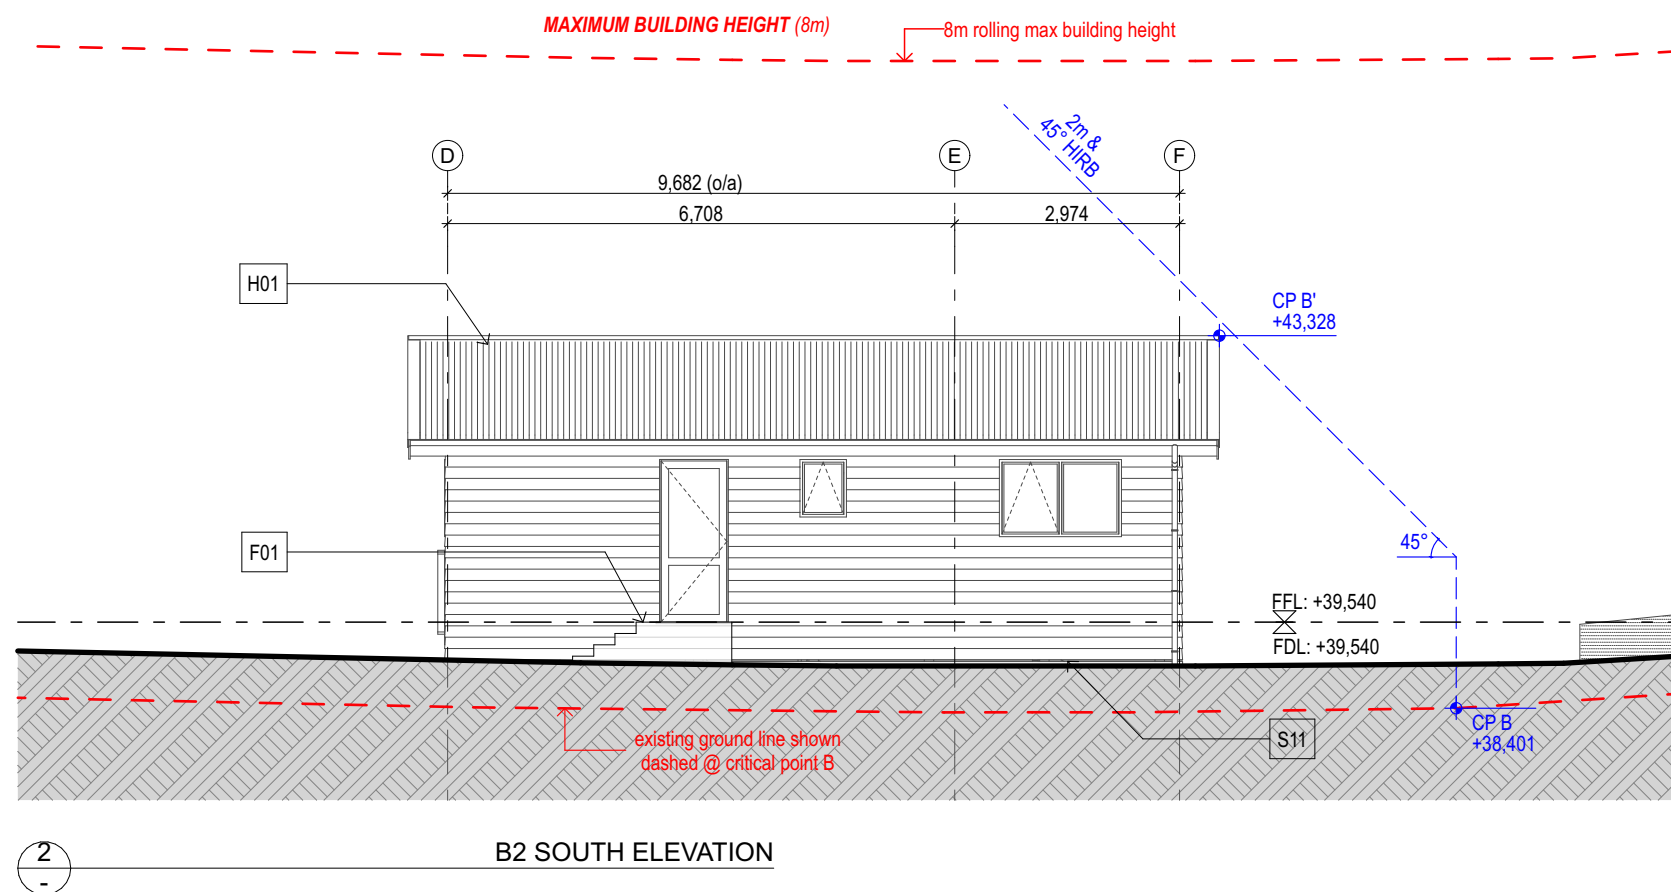 MAXIMUM BUILDING HEIGHT (8m)
8m rolling max building height
2m &
45° HIRB
D
E
F
9,682 (o/a)
6,708
2,974
H01
CP B'
+43,328
F01
45°
FFL: +39,540
FDL: +39,540
existing ground line shown
dashed @ critical point B
S11
CP B
+38,401
2
-
B2 SOUTH ELEVATION